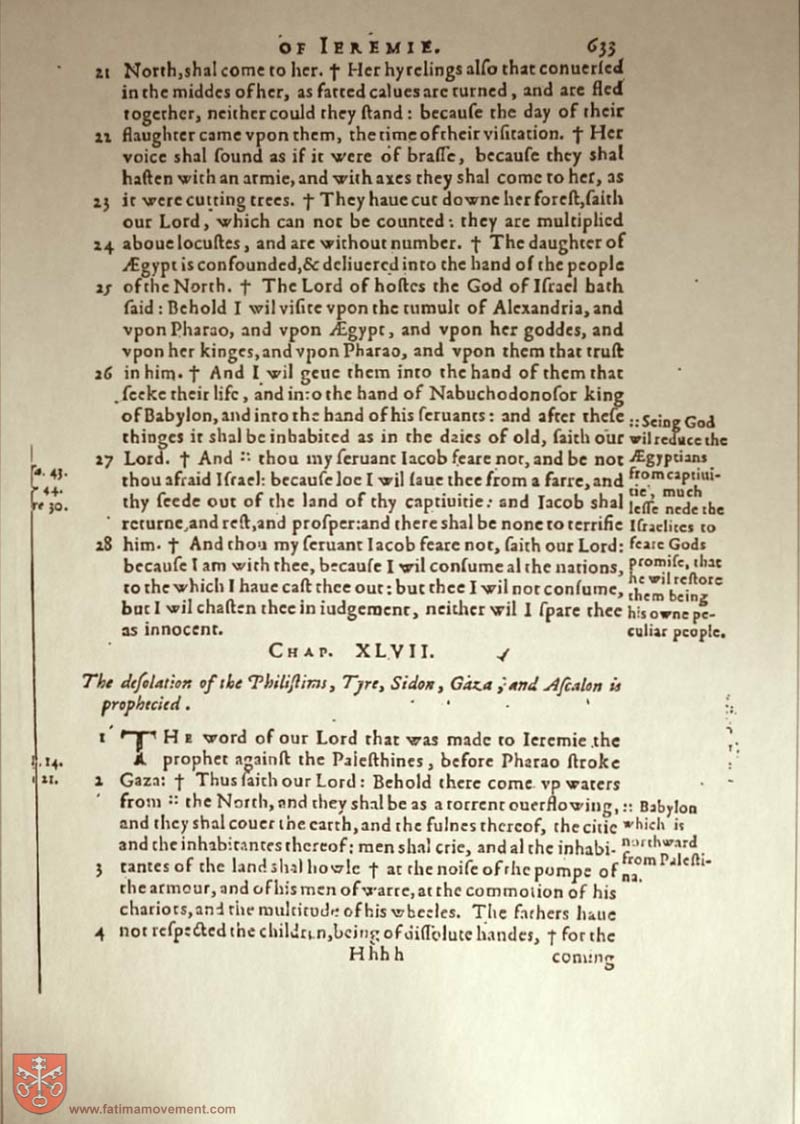 OF IEREMIE. 633
21 North, shal come to her. † Her hyrelings alſo that conuerſed
in the middes of her, as fatted calues are turned, and are fled
together, neither could they ſtand: becauſe the day of their
22 ſlaughter came vpon them, the time of their viſitation. † Her
voice shal ſound as if it were of braſſe, becauſe they shal
haſten with an armie, and with axes they shal come to her, as
23 it were cutting trees. † They haue cut downe her foreſt, ſaith
our Lord, which can not be counted: they are multiplied
24 aboue locuſtes, and are without number. † The daughter of
Ægypt is confounded, & deliuered into the hand of the people
25 of the North. † The Lord of hoſtes the God of Iſrael hath
ſaid: Behold I wil viſite vpon the tumult of Alexandria, and
vpon Pharao, and vpon Ægypt, and vpon her goddes, and
vpon her kinges, and vpon Pharao, and vpon them that truſt
26 in him. † And I wil geue them into the hand of them that
ſeeke their life, and into the hand of Nabuchodonoſor king
of Babylon, and into the hand of his ſeruants: and after theſe
thinges it shal be inhabited as in the daies of old, ſaith our
27 Lord. † And :: thou my ſeruant Iacob feare not, and be not
thou afraid Iſrael: becauſe loe I wil ſaue thee from a farre, and
thy ſeede out of the land of thy captiuitie: and Iacob shal
returne, and reſt, and proſper: and there shal be none to terrifie
28 him. † And thou my ſeruant Iacob feare not, ſaith our Lord:
becauſe I am with thee, becauſe I wil conſume al the nations,
to the which I haue caſt thee out: but thee I wil not conſume,
but I wil chaſten thee in iudgement, neither wil I ſpare thee
as innocent.
:: Seing God
wil reduce the
Ægyptians
from captiui-
tie, much
leſſe nede the
Iſraelites to
feare Gods
promiſe, that
he wil reſtore
them being
his owne pe-
culiar people.
43.
44.
re 30.
CHAP. XLVII.
The deſolation of the Philiſtims, Tyre, Sidon, Gaza, and Aſcalon is
prophecied.
1 THE word of our Lord that was made to Ieremie the
prophet againſt the Paleſthines, before Pharao ſtroke
2 Gaza: † Thus ſaith our Lord: Behold there come vp waters
from :: the North, and they shal be as a torrent ouerflowing,
and they shal couer the earth, and the fulnes thereof, the citie
and the inhabitantes thereof: men shal crie, and al the inhabi-
3 tantes of the land shal howle † at the noiſe of the pompe of
the armour, and of his men of warre, at the commotion of his
chariots, and the multitude of his wheeles. The fathers haue
4 not reſpected the children, being of diſſolute handes, † for the
:: Babylon
which is
northward
from Paleſti-
na.
14.
21.
Hhhh coming
www.fatimamovement.com